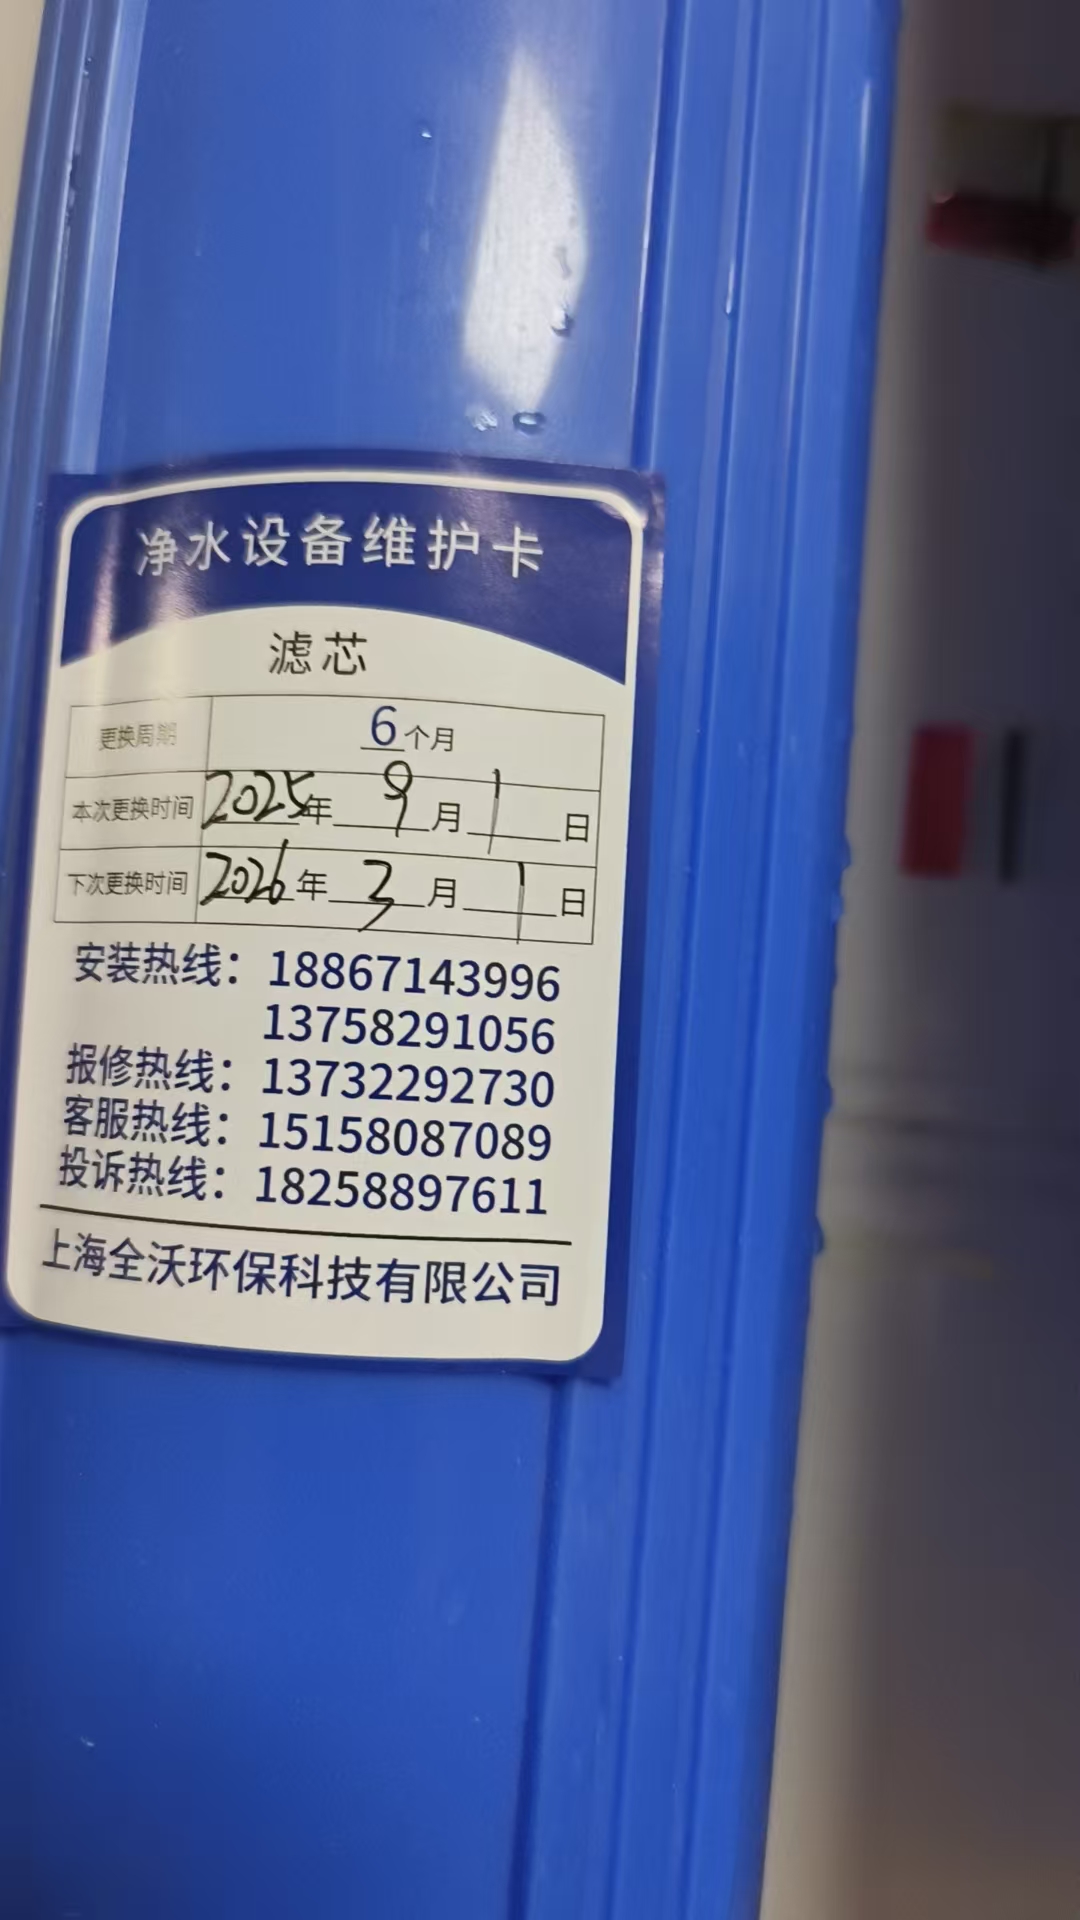 净水设备维护卡
滤芯
更换周期 6个月
本次更换时间 2025年9月1日
下次更换时间 2026年3月1日
安装热线：18867143996
13758291056
报修热线：13732292730
客服热线：15158087089
投诉热线：18258897611
上海全沃环保科技有限公司